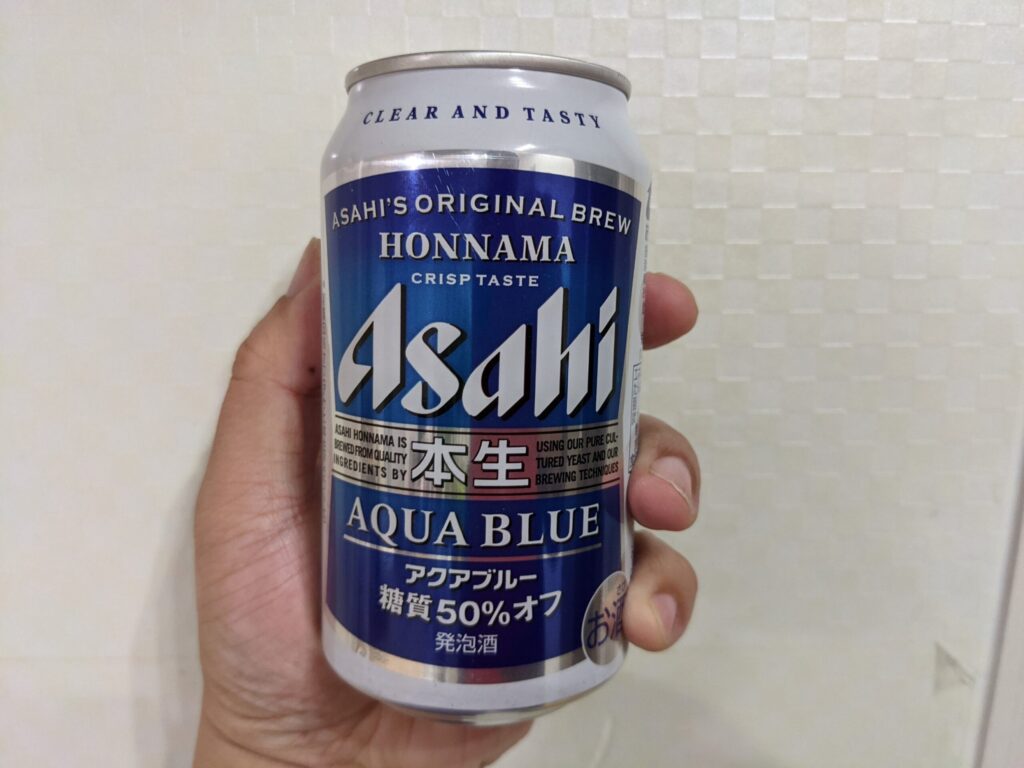 CLEAR AND TASTY
ASAHI'S ORIGINAL BREW
HONNAMA
CRISP TASTE
Asahi
ASAHI HONNAMA IS
BREWED FROM QUALITY
INGREDIENTS BY
本生
USING OUR PURE CUL-
TURED YEAST AND OUR
BREWING TECHNIQUES
AQUA BLUE
アクアブルー
糖質50%オフ
発泡酒
お酒